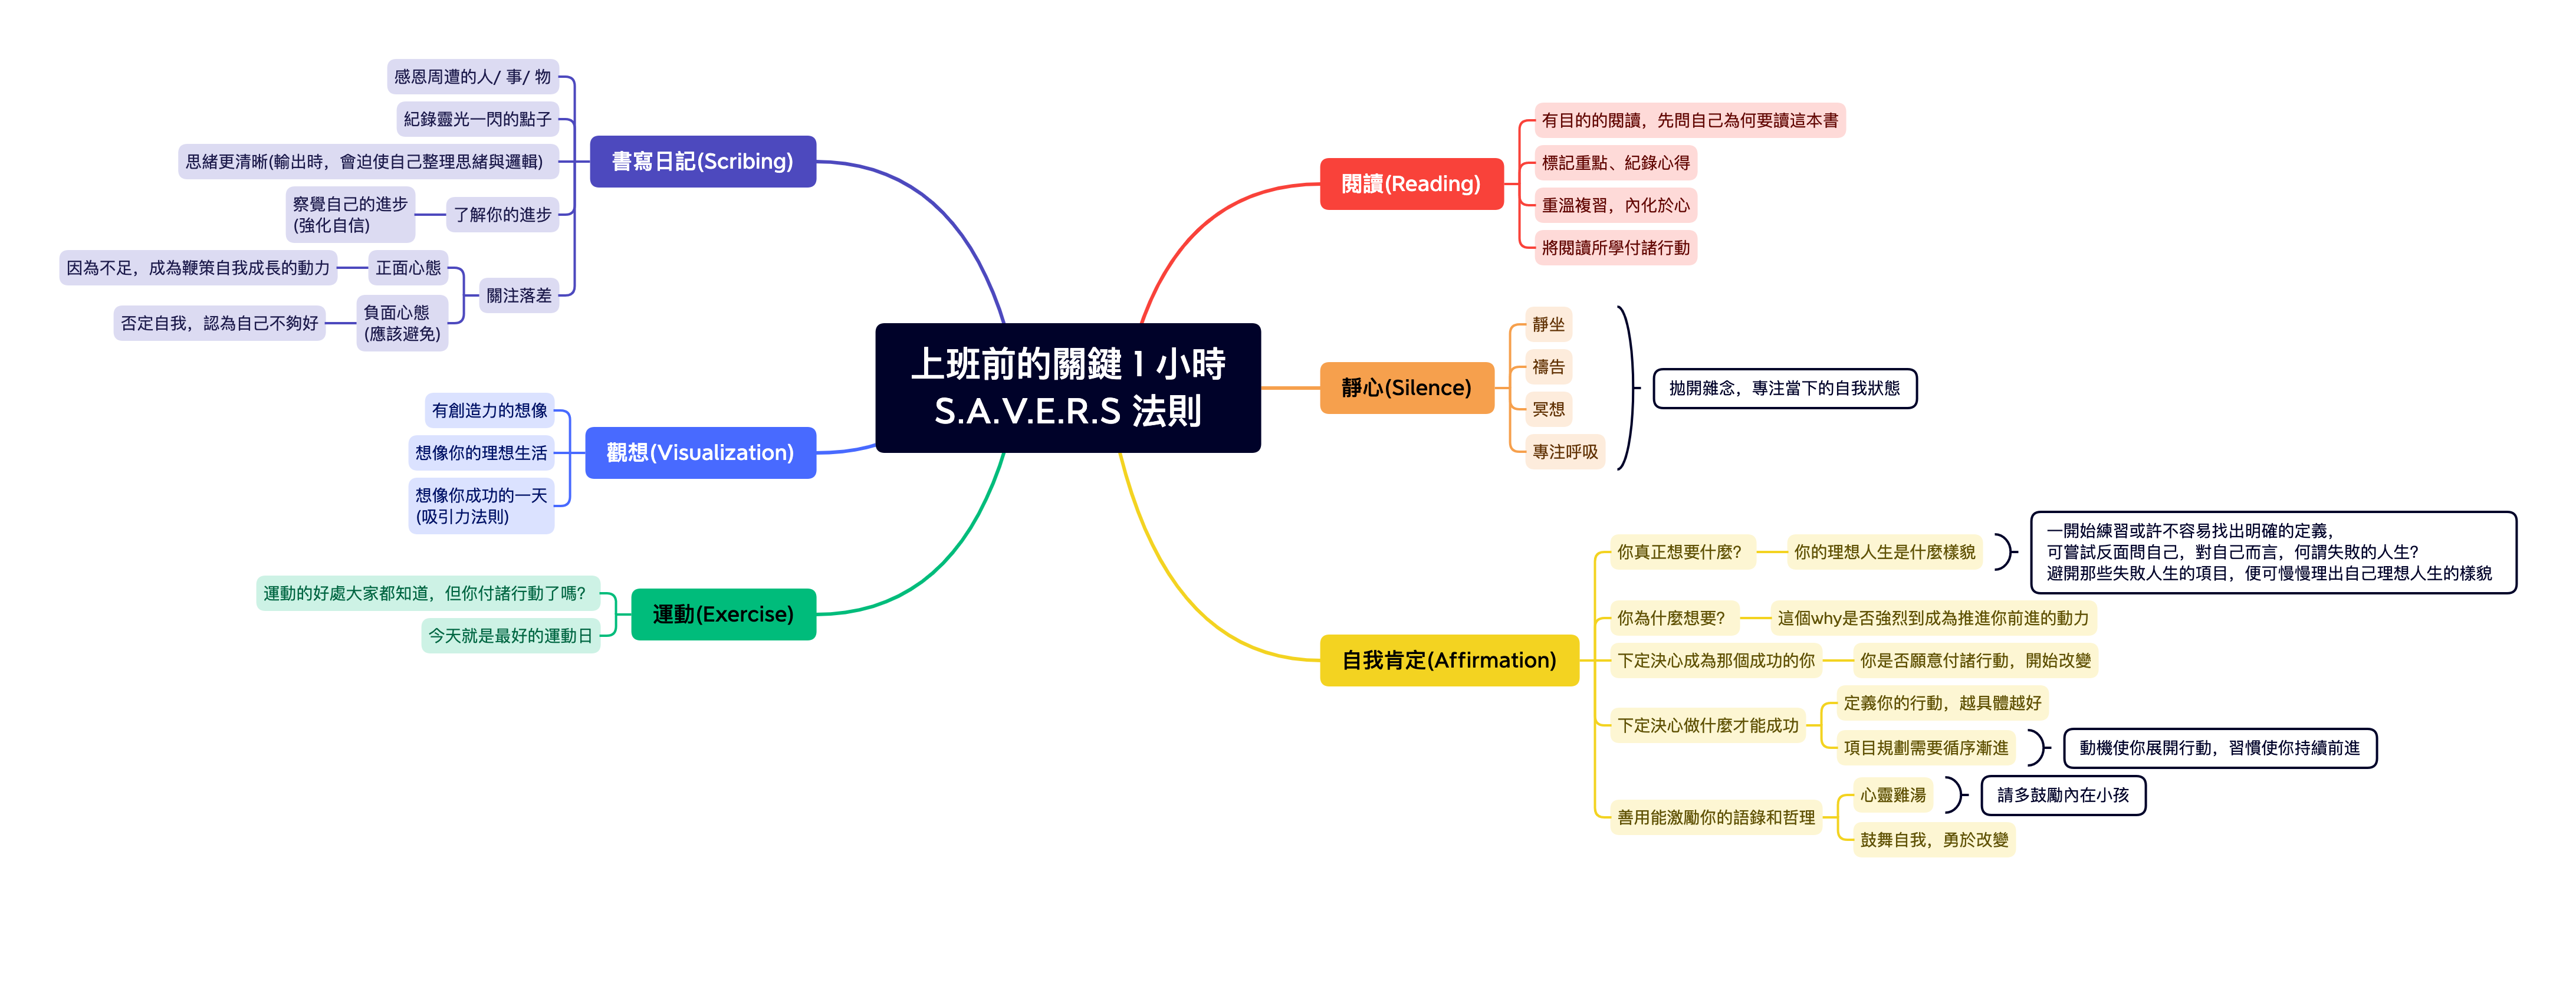 上班前的關鍵 1 小時
S.A.V.E.R.S 法則
書寫日記(Scribing)
感恩周遭的人/ 事/ 物
紀錄靈光一閃的點子
思緒更清晰(輸出時，會迫使自己整理思緒與邏輯)
了解你的進步
察覺自己的進步
(強化自信)
關注落差
正面心態
因為不足，成為鞭策自我成長的動力
負面心態
(應該避免)
否定自我，認為自己不夠好
觀想(Visualization)
有創造力的想像
想像你的理想生活
想像你成功的一天
(吸引力法則)
運動(Exercise)
運動的好處大家都知道，但你付諸行動了嗎？
今天就是最好的運動日
閱讀(Reading)
有目的的閱讀，先問自己為何要讀這本書
標記重點、紀錄心得
重溫複習，內化於心
將閱讀所學付諸行動
靜心(Silence)
靜坐
禱告
冥想
專注呼吸
拋開雜念，專注當下的自我狀態
自我肯定(Affirmation)
你真正想要什麼？
你的理想人生是什麼樣貌
一開始練習或許不容易找出明確的定義，
可嘗試反面問自己，對自己而言，何謂失敗的人生？
避開那些失敗人生的項目，便可慢慢理出自己理想人生的樣貌
你為什麼想要？
這個why是否強烈到成為推進你前進的動力
下定決心成為那個成功的你
你是否願意付諸行動，開始改變
下定決心做什麼才能成功
定義你的行動，越具體越好
項目規劃需要循序漸進
動機使你展開行動，習慣使你持續前進
善用能激勵你的語錄和哲理
心靈雞湯
請多鼓勵內在小孩
鼓舞自我，勇於改變